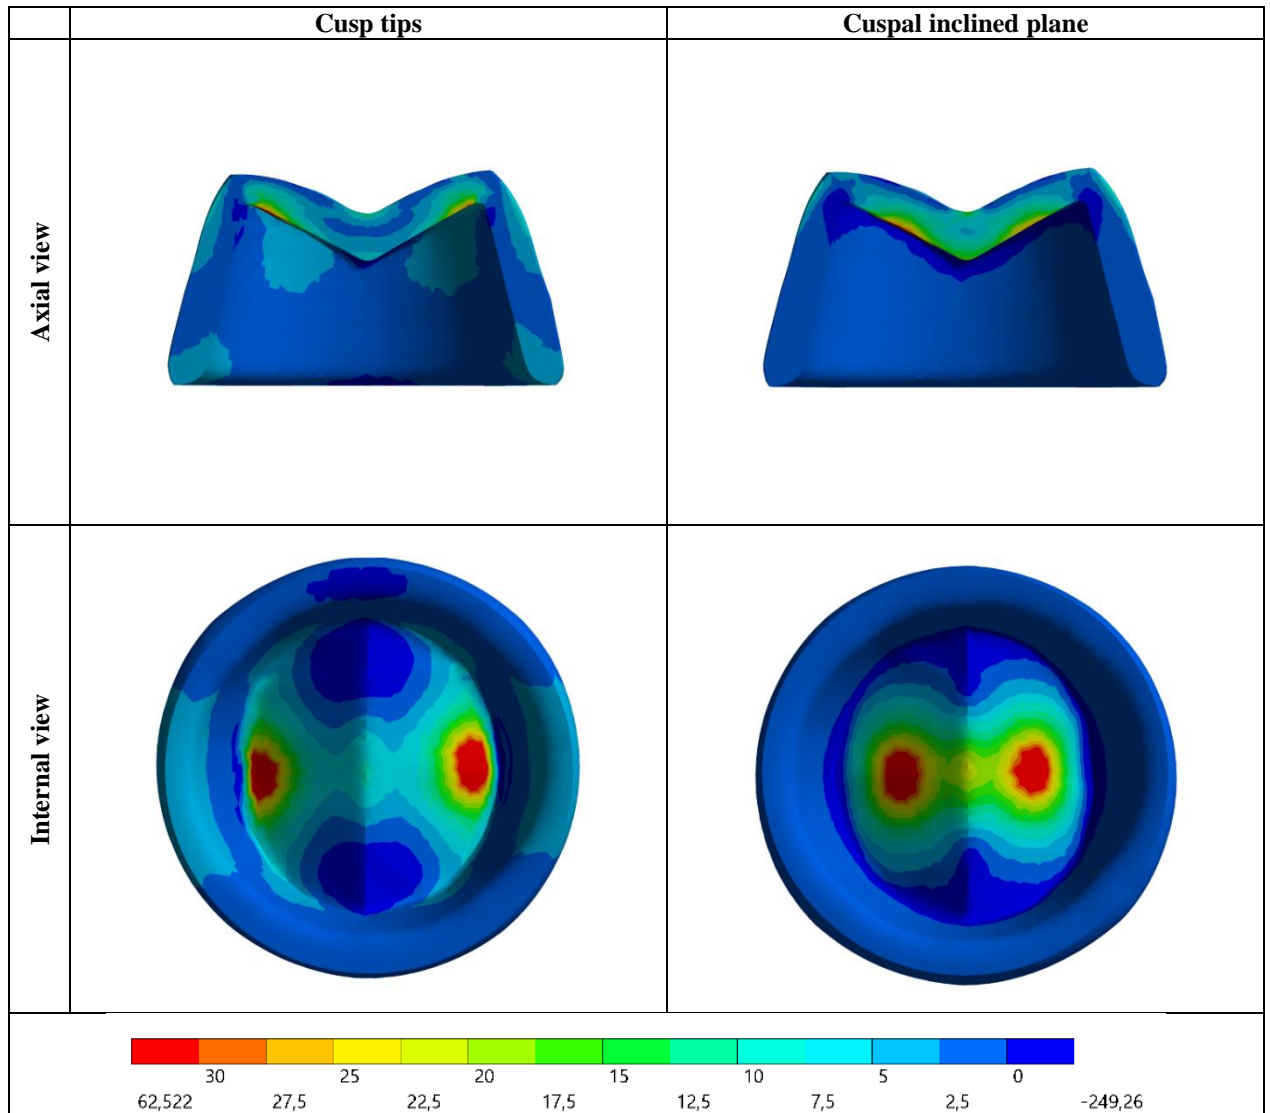 Cusp tips
Cuspal inclined plane
Axial view
Internal view
30 25 20 15 10 5 0
62,522 27,5 22,5 17,5 12,5 7,5 2,5 -249,26